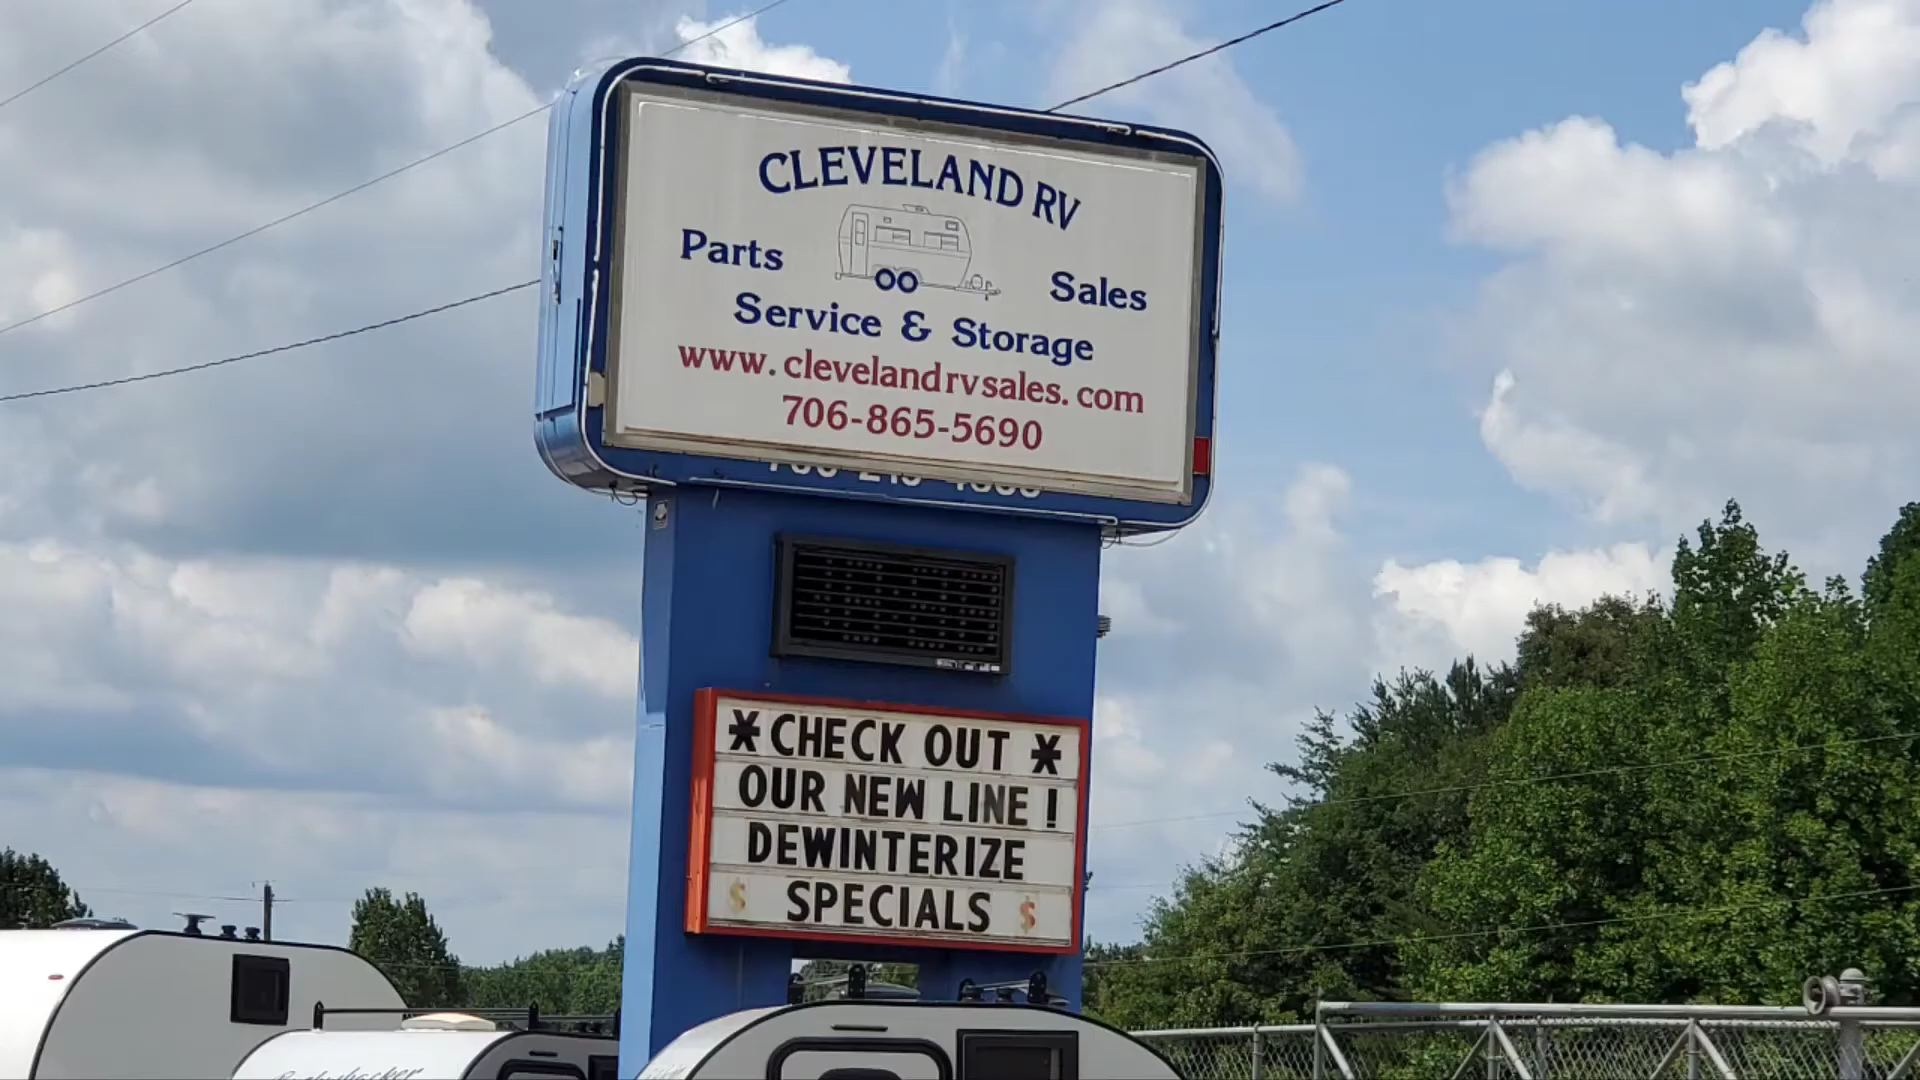 CLEVELAND RV
Parts
Sales
Service & Storage
www.clevelandrvsales.com
706-865-5690
* CHECK OUT *
OUR NEW LINE !
DEWINTERIZE
$ SPECIALS $